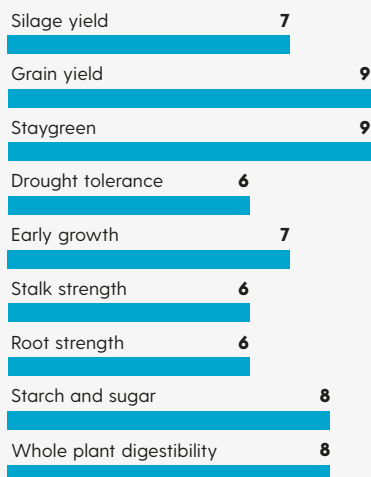 Silage yield 7
Grain yield 9
Staygreen 9
Drought tolerance 6
Early growth 7
Stalk strength 6
Root strength 6
Starch and sugar 8
Whole plant digestibility 8